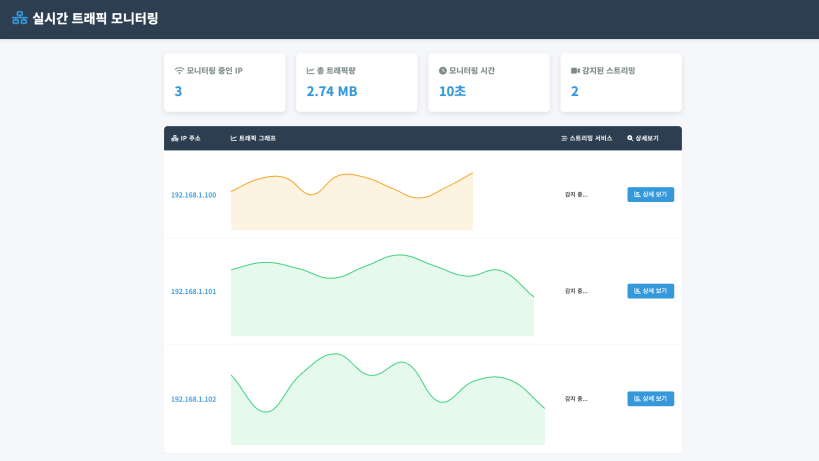 실시간 트래픽 모니터링
모니터링 중인 IP
3
총 트래픽량
2.74 MB
모니터링 시간
10초
감지된 스트리밍
2
IP 주소 트래픽 그래프 스트리밍 서비스 상세보기
192.168.1.100 감지 중... 상세 보기
192.168.1.101 감지 중... 상세 보기
192.168.1.102 감지 중... 상세 보기